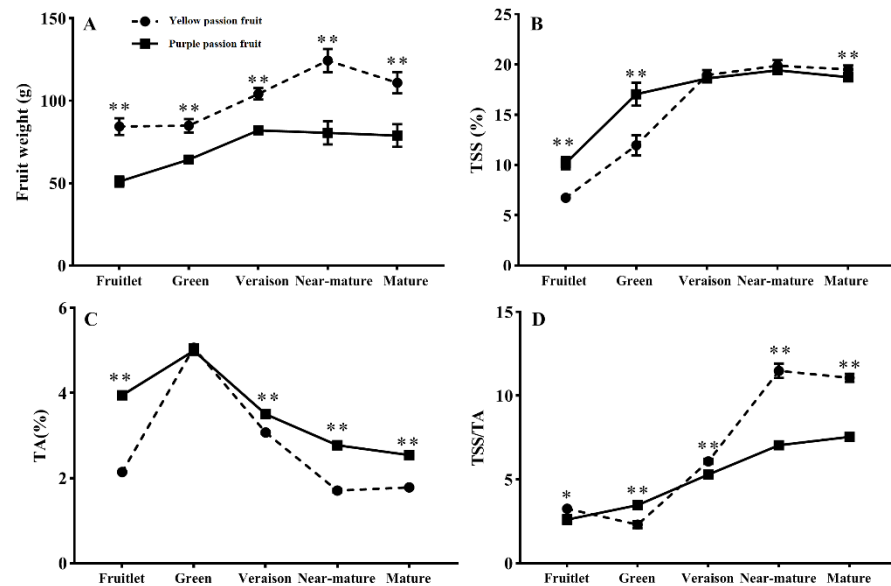 A
Yellow passion fruit
Purple passion fruit
Fruit weight (g)
150
100
50
0
** ** ** ** **
Fruitlet Green Veraison Near-mature Mature
B
TSS (%)
25
20
15
10
5
0
** ** **
Fruitlet Green Veraison Near-mature Mature
C
TA(%)
6
4
2
0
** ** ** **
Fruitlet Green Veraison Near-mature Mature
D
TSS/TA
15
10
5
0
* ** ** ** **
Fruitlet Green Veraison Near-mature Mature